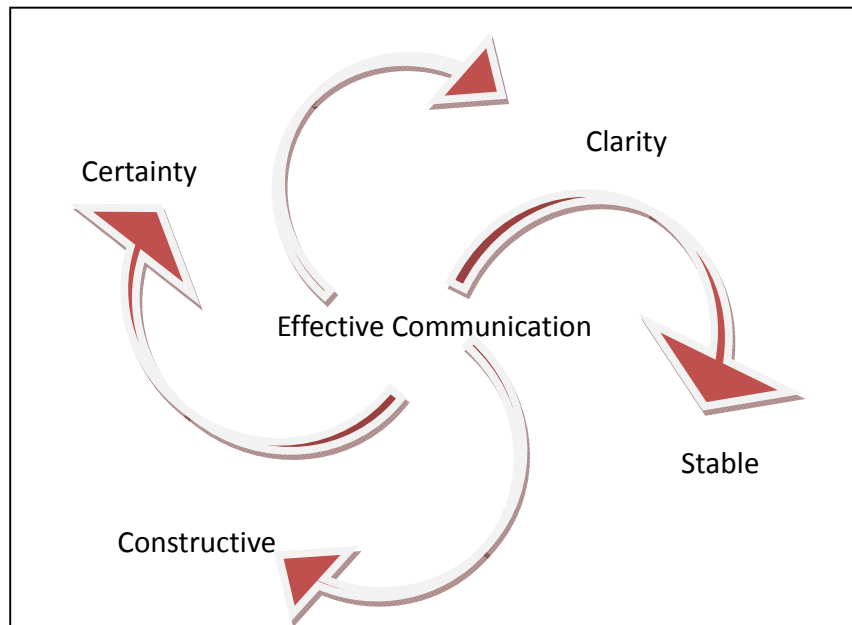 Clarity
Certainty
Effective Communication
Stable
Constructive